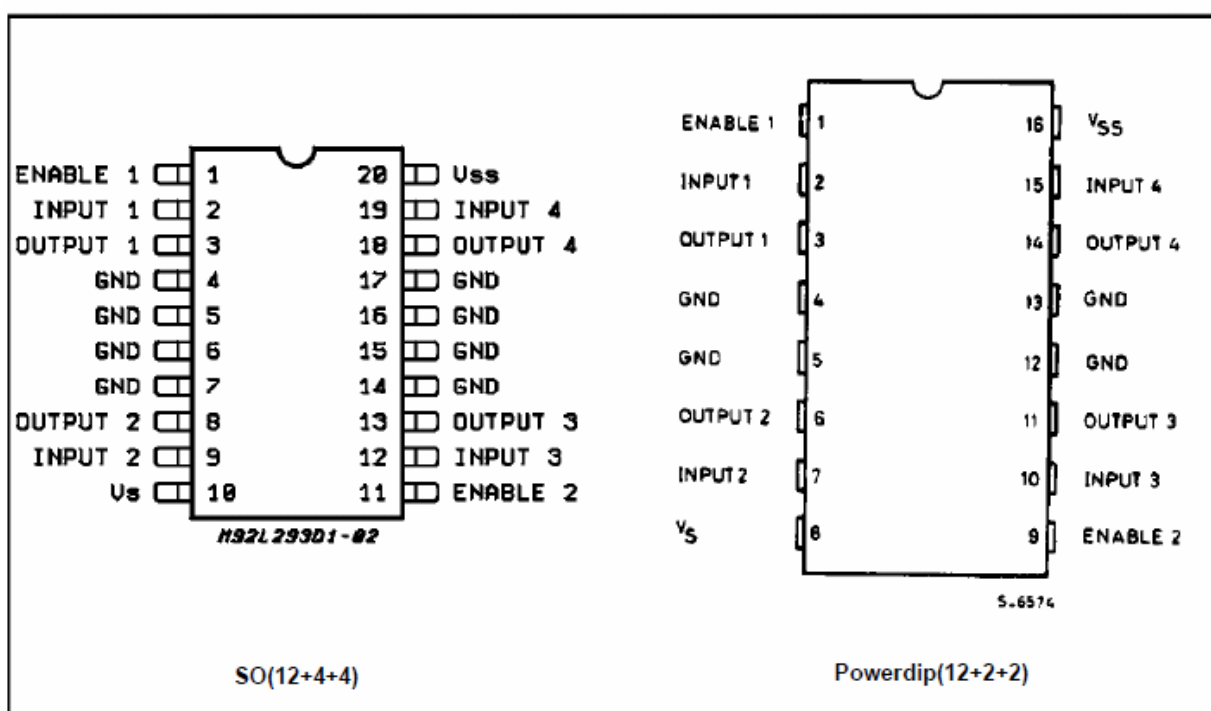 ENABLE 1 1 20 Vss
INPUT 1 2 19 INPUT 4
OUTPUT 1 3 18 OUTPUT 4
GND 4 17 GND
GND 5 16 GND
GND 6 15 GND
GND 7 14 GND
OUTPUT 2 8 13 OUTPUT 3
INPUT 2 9 12 INPUT 3
Vs 10 11 ENABLE 2
M92L293D1-02
SO(12+4+4)
ENABLE 1 1 16 VSS
INPUT 1 2 15 INPUT 4
OUTPUT 1 3 14 OUTPUT 4
GND 4 13 GND
GND 5 12 GND
OUTPUT 2 6 11 OUTPUT 3
INPUT 2 7 10 INPUT 3
VS 8 9 ENABLE 2
S-6574
Powerdip(12+2+2)